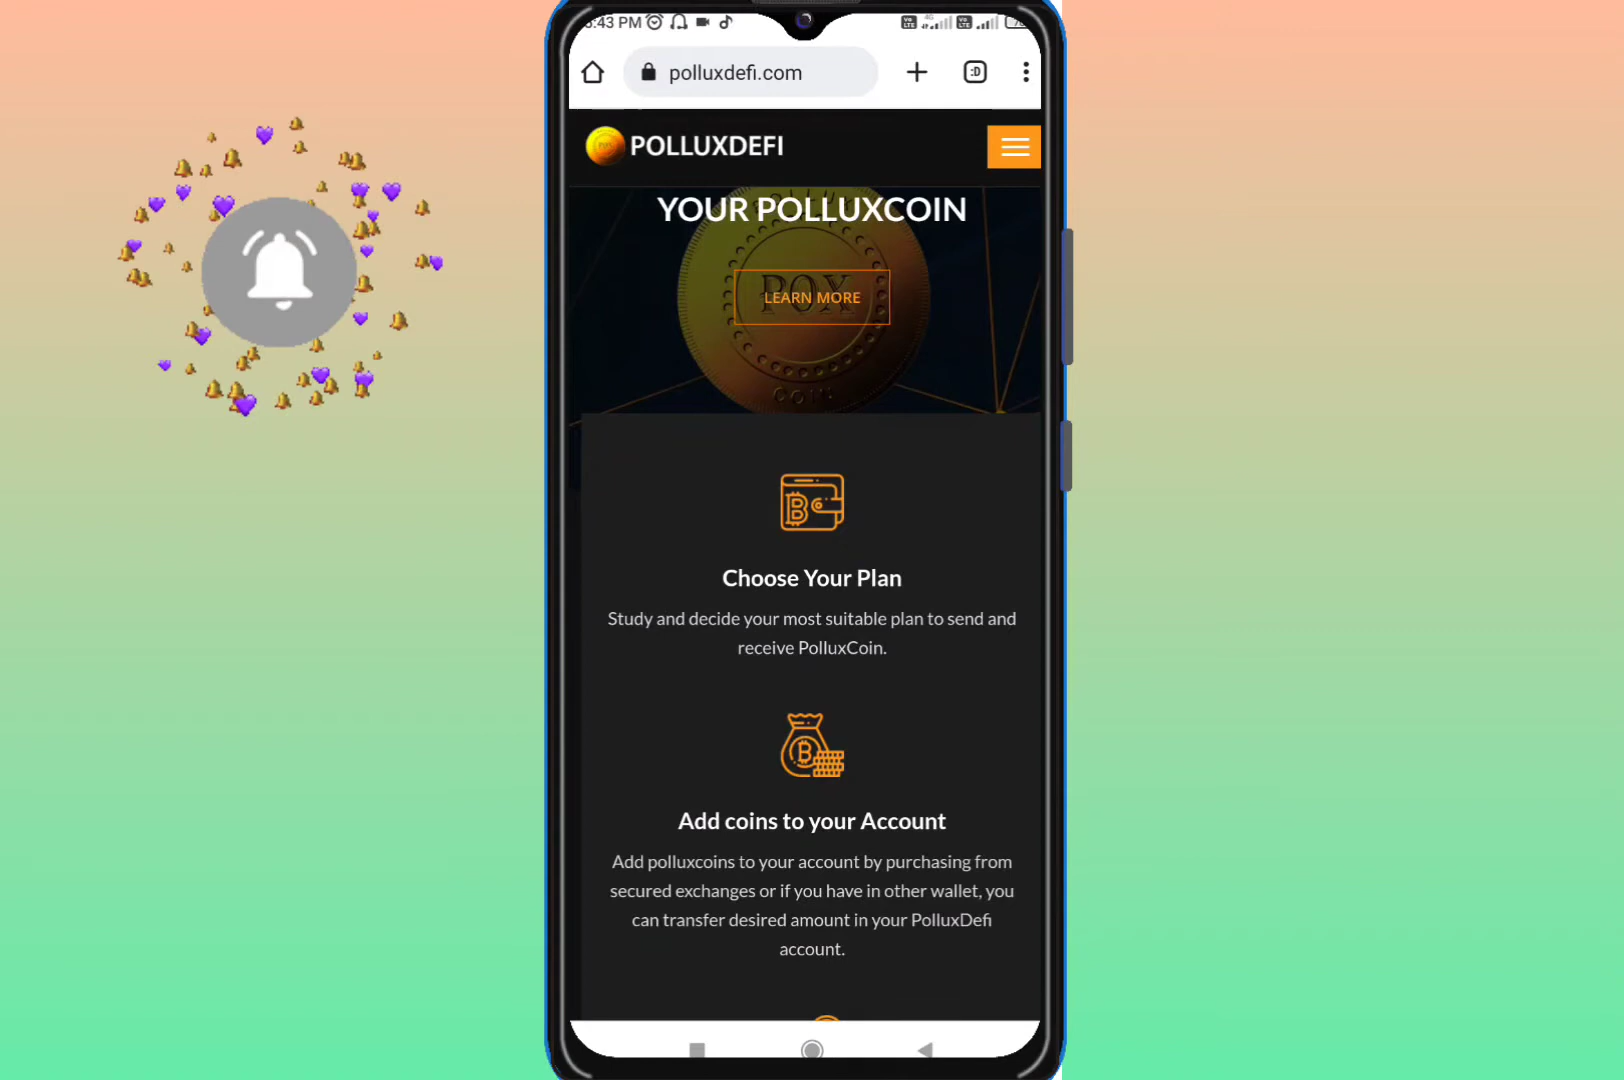 :43 PM
polluxdefi.com
:D
POLLUXDEFI
YOUR POLLUXCOIN
POX
LEARN MORE
COIN
Choose Your Plan
Study and decide your most suitable plan to send and
receive PolluxCoin.
Add coins to your Account
Add polluxcoins to your account by purchasing from
secured exchanges or if you have in other wallet, you
can transfer desired amount in your PolluxDefi
account.